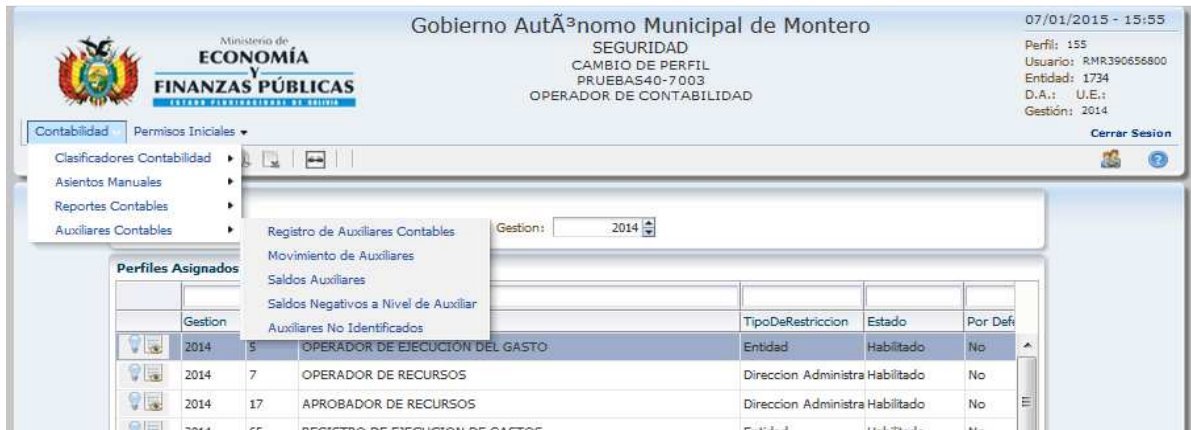 Ministerio de
ECONOMÍA
Y
FINANZAS PÚBLICAS
ESTADO PLURINACIONAL DE BOLIVIA
Gobierno AutÃ³nomo Municipal de Montero
SEGURIDAD
CAMBIO DE PERFIL
PRUEBAS40-7003
OPERADOR DE CONTABILIDAD
07/01/2015 - 15:55
Perfil: 155
Usuario: RMR390656800
Entidad: 1734
D.A.: U.E.:
Gestión: 2014
Cerrar Sesion
Contabilidad Permisos Iniciales
Clasificadores Contabilidad
Asientos Manuales
Reportes Contables
Auxiliares Contables
Registro de Auxiliares Contables
Movimiento de Auxiliares
Saldos Auxiliares
Saldos Negativos a Nivel de Auxiliar
Auxiliares No Identificados
Gestion: 2014
Perfiles Asignados
Gestion TipoDeRestriccion Estado Por Defe
2014 5 OPERADOR DE EJECUCIÓN DEL GASTO Entidad Habilitado No
2014 7 OPERADOR DE RECURSOS Direccion Administra Habilitado No
2014 17 APROBADOR DE RECURSOS Direccion Administra Habilitado No